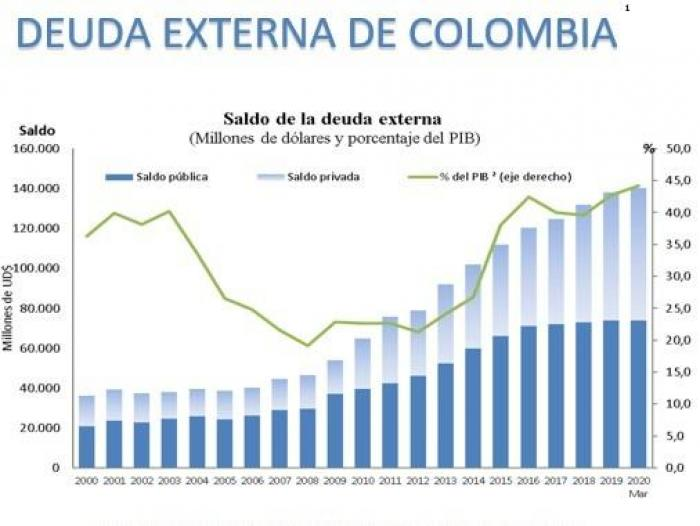 1
DEUDA EXTERNA DE COLOMBIA
Saldo de la deuda externa
(Millones de dólares y porcentaje del PIB)
Saldo
%
160.000
140.000
120.000
100.000
80.000
60.000
40.000
20.000
0
Millones de UD$
Saldo pública
Saldo privada
% del PIB ² (eje derecho)
50,0
45,0
40,0
35,0
30,0
25,0
20,0
15,0
10,0
5,0
0,0
2000 2001 2002 2003 2004 2005 2006 2007 2008 2009 2010 2011 2012 2013 2014 2015 2016 2017 2018 2019 2020
Mar